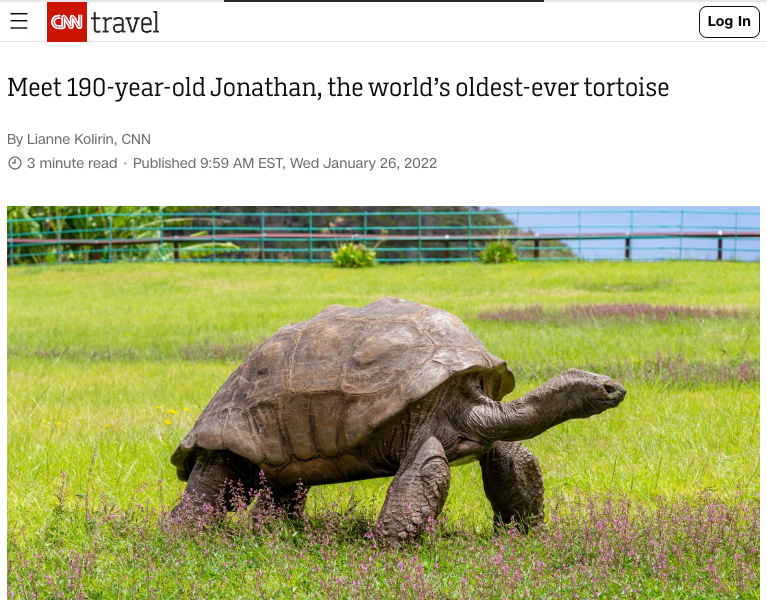 CNN travel
Log In
Meet 190-year-old Jonathan, the world’s oldest-ever tortoise
By Lianne Kolirin, CNN
3 minute read · Published 9:59 AM EST, Wed January 26, 2022